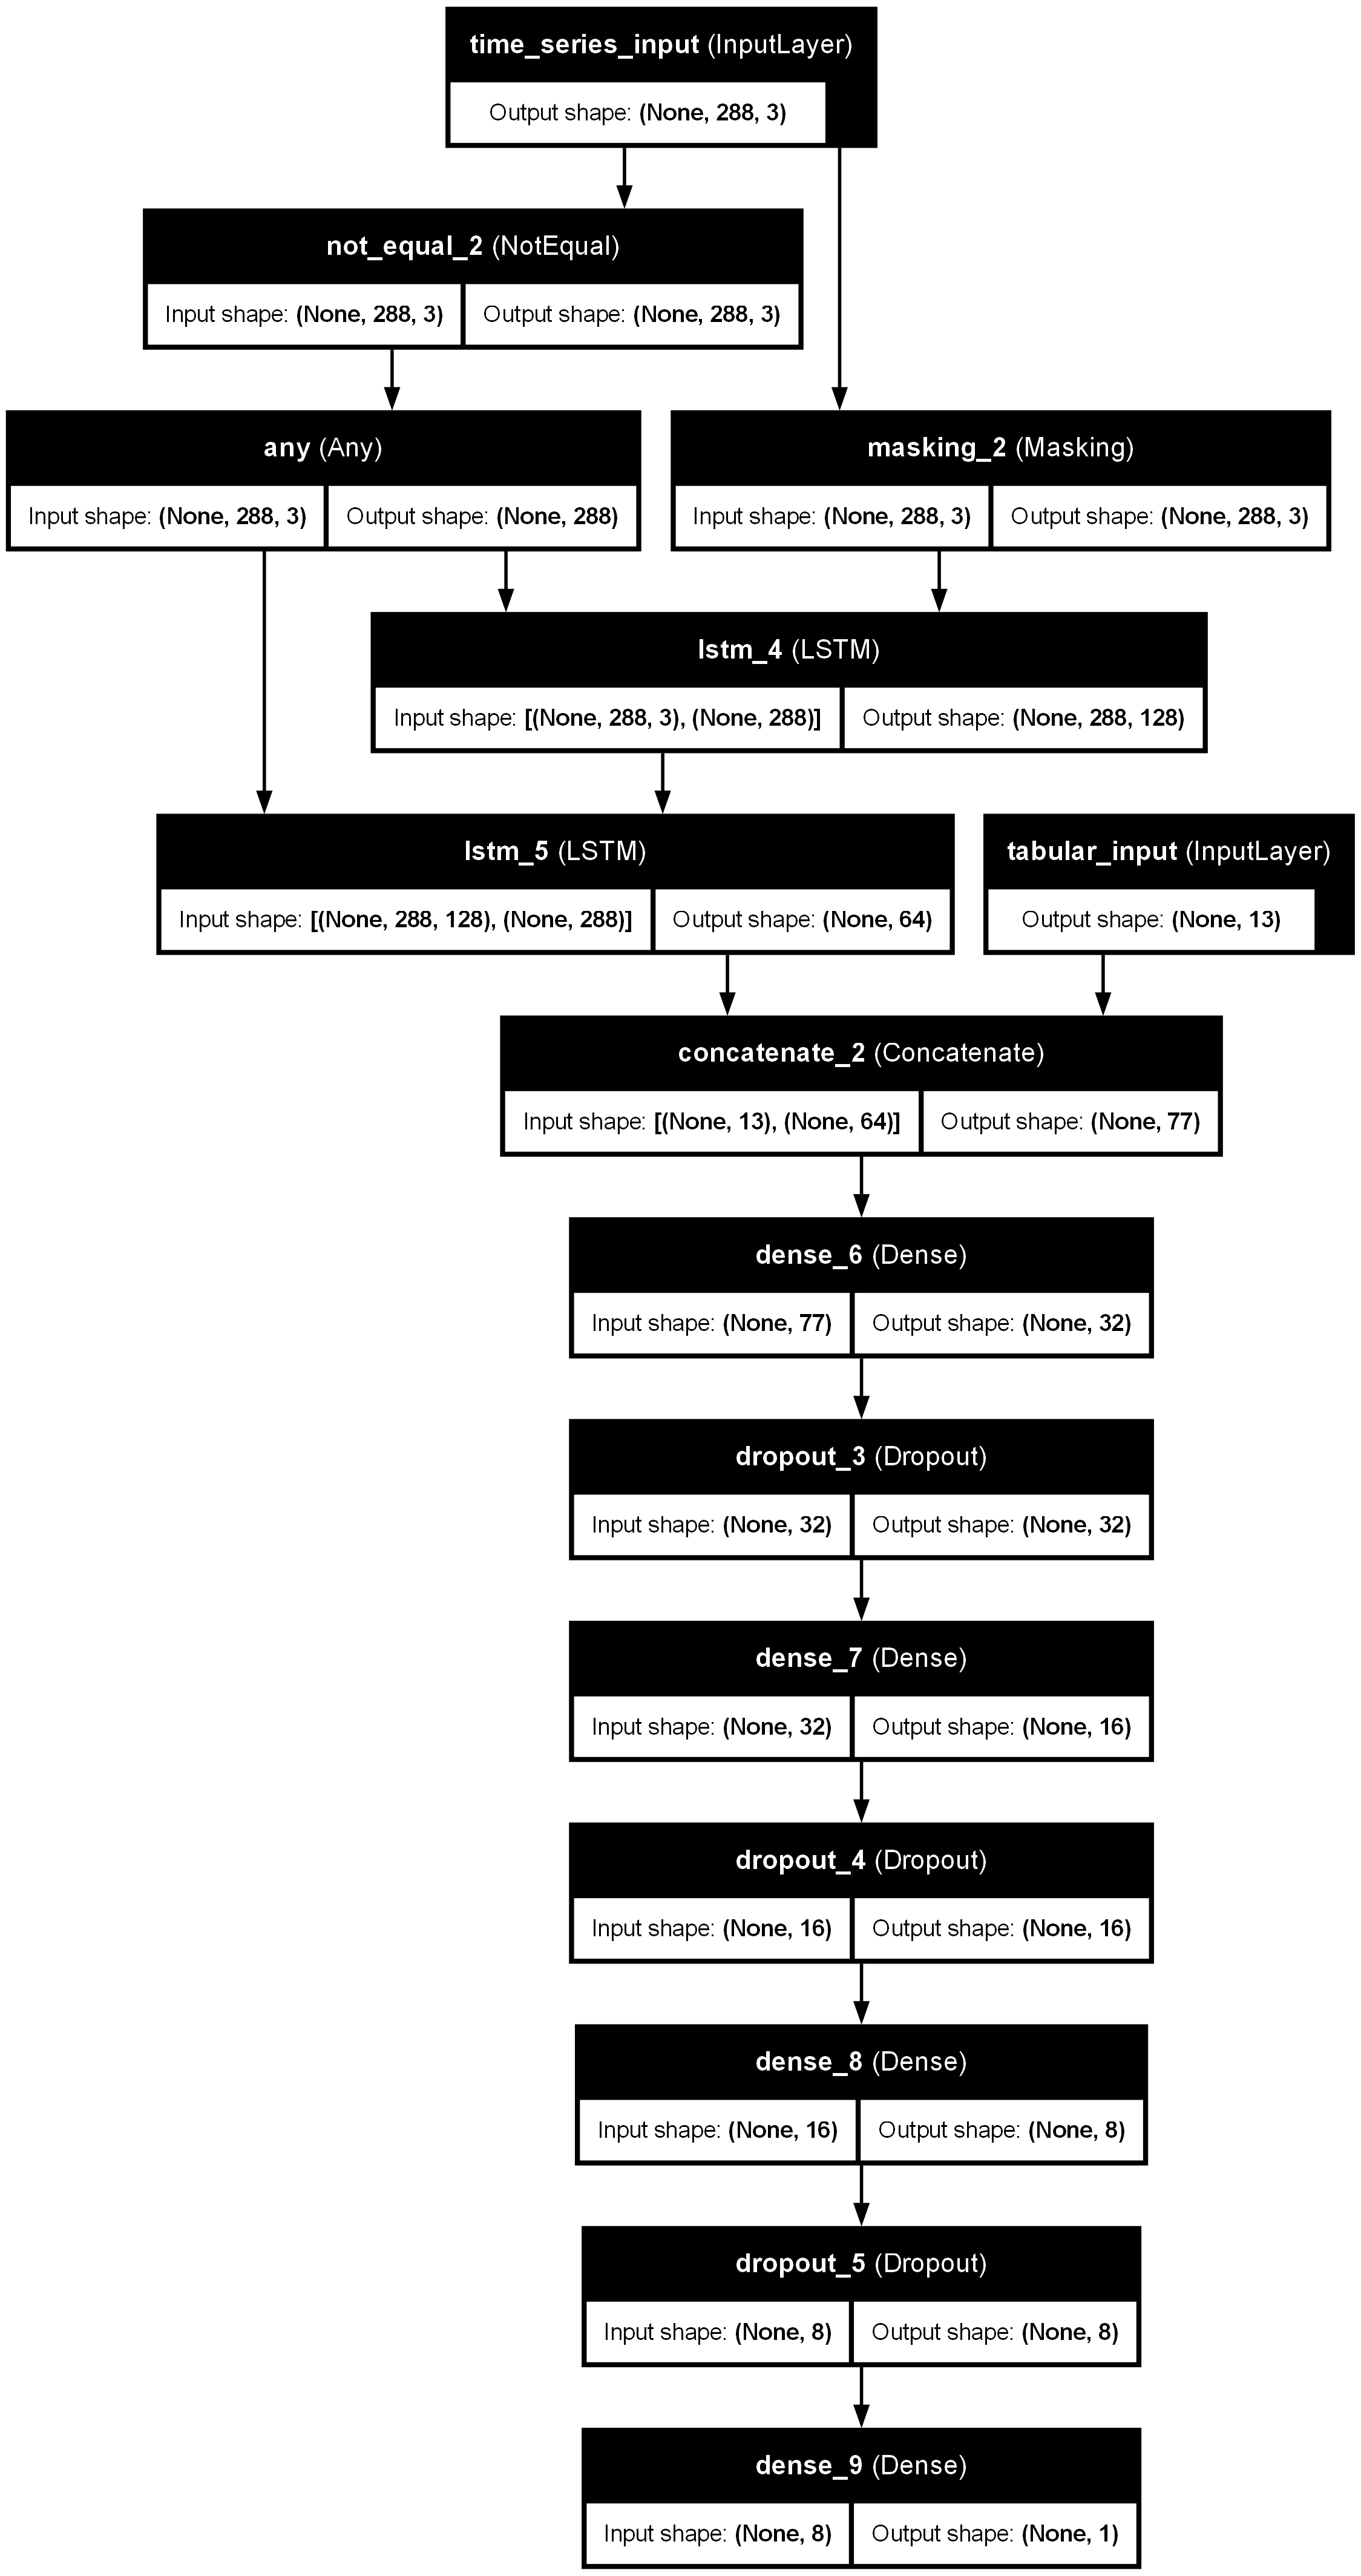 time_series_input (InputLayer)
Output shape: (None, 288, 3)
not_equal_2 (NotEqual)
Input shape: (None, 288, 3) Output shape: (None, 288, 3)
any (Any)
Input shape: (None, 288, 3) Output shape: (None, 288)
masking_2 (Masking)
Input shape: (None, 288, 3) Output shape: (None, 288, 3)
lstm_4 (LSTM)
Input shape: [(None, 288, 3), (None, 288)] Output shape: (None, 288, 128)
lstm_5 (LSTM)
Input shape: [(None, 288, 128), (None, 288)] Output shape: (None, 64)
tabular_input (InputLayer)
Output shape: (None, 13)
concatenate_2 (Concatenate)
Input shape: [(None, 13), (None, 64)] Output shape: (None, 77)
dense_6 (Dense)
Input shape: (None, 77) Output shape: (None, 32)
dropout_3 (Dropout)
Input shape: (None, 32) Output shape: (None, 32)
dense_7 (Dense)
Input shape: (None, 32) Output shape: (None, 16)
dropout_4 (Dropout)
Input shape: (None, 16) Output shape: (None, 16)
dense_8 (Dense)
Input shape: (None, 16) Output shape: (None, 8)
dropout_5 (Dropout)
Input shape: (None, 8) Output shape: (None, 8)
dense_9 (Dense)
Input shape: (None, 8) Output shape: (None, 1)